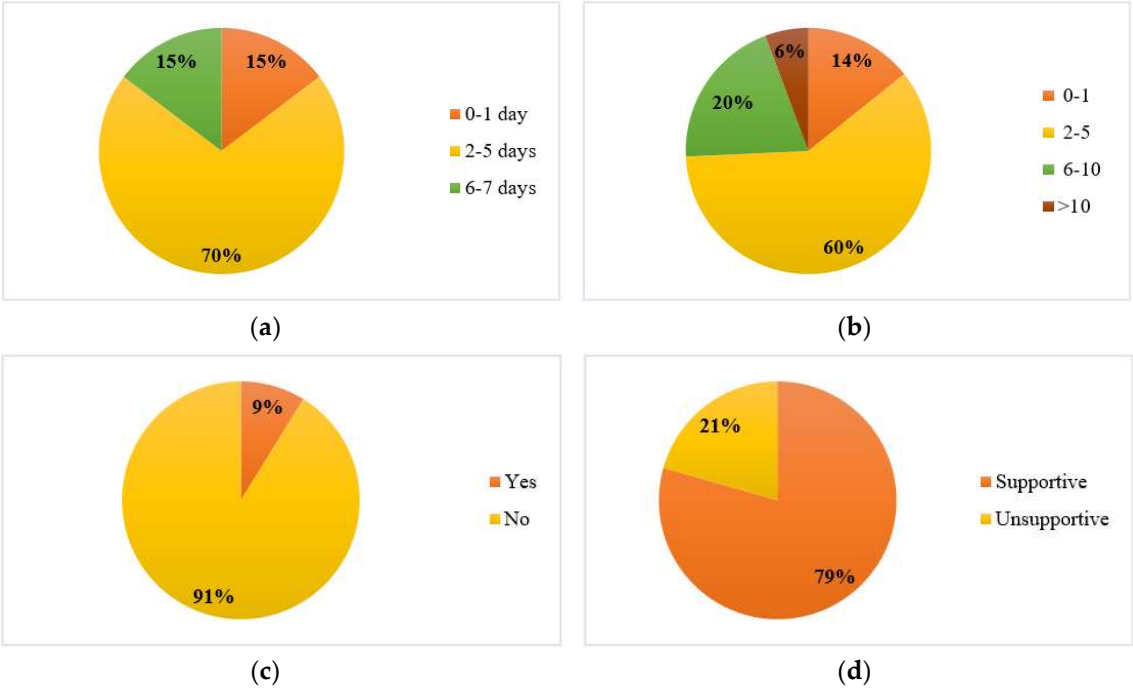 15%
15%
70%
0-1 day
2-5 days
6-7 days
(a)
6%
14%
20%
60%
0-1
2-5
6-10
>10
(b)
9%
91%
Yes
No
(c)
21%
79%
Supportive
Unsupportive
(d)